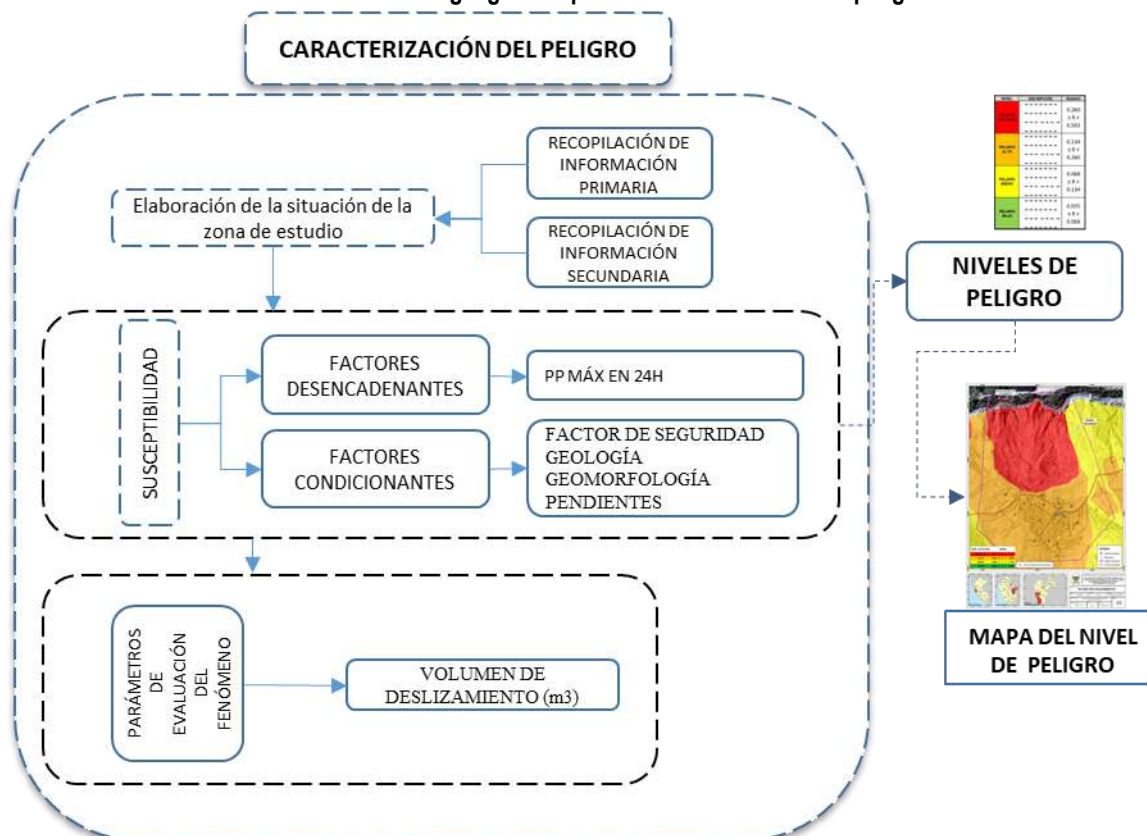 CARACTERIZACIÓN DEL PELIGRO
RECOPILACIÓN DE
INFORMACIÓN
PRIMARIA
Elaboración de la situación de la
zona de estudio
RECOPILACIÓN DE
INFORMACIÓN
SECUNDARIA
SUSCEPTIBILIDAD
FACTORES
DESENCADENANTES
PP MÁX EN 24H
FACTORES
CONDICIONANTES
FACTOR DE SEGURIDAD
GEOLOGÍA
GEOMORFOLOGÍA
PENDIENTES
PARÁMETROS
DE
EVALUACIÓN
DEL
FENÓMENO
VOLUMEN DE
DESLIZAMIENTO (m3)
NIVELES DE
PELIGRO
MAPA DEL NIVEL
DE PELIGRO